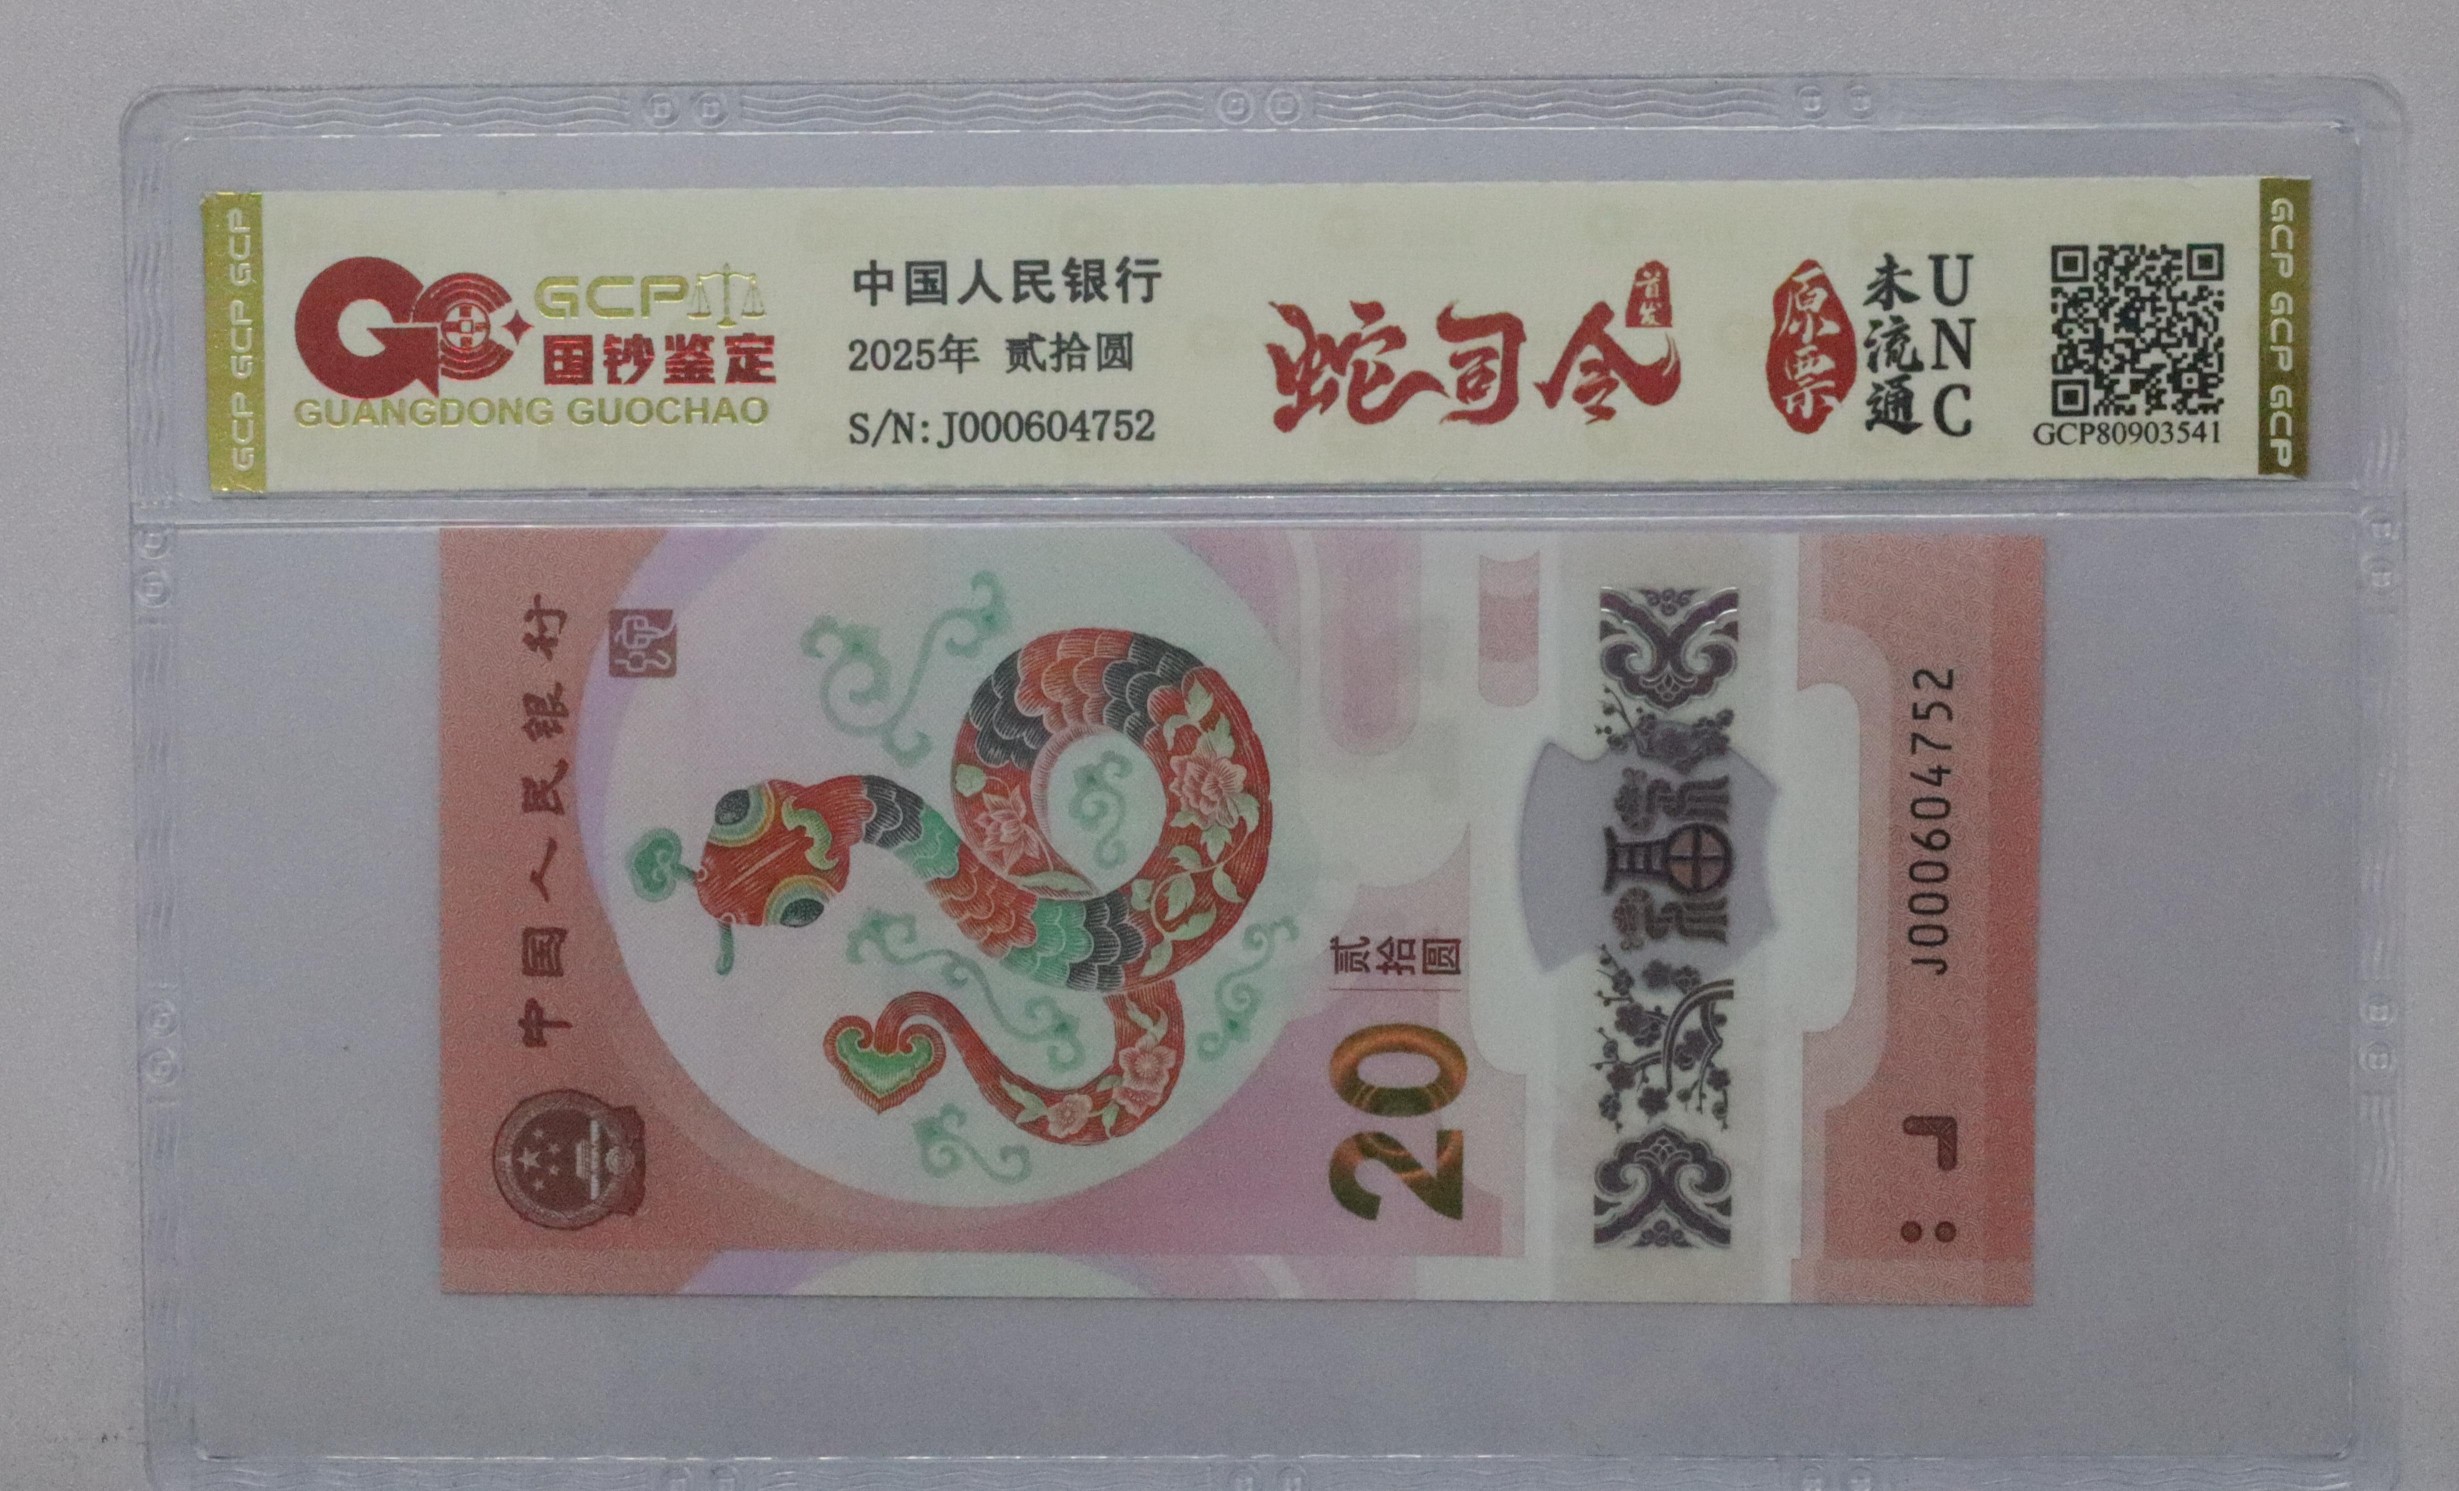 GCP GCP GCP
GCP
国钞鉴定
GUANGDONG GUOCHAO
中国人民银行
2025年 贰拾圆
S/N: J000604752
蛇司令
首发
原票
未流通
UNC
GCP80903541
GCP GCP GCP
中国人民银行
蛇
贰拾圆
20
福
J000604752